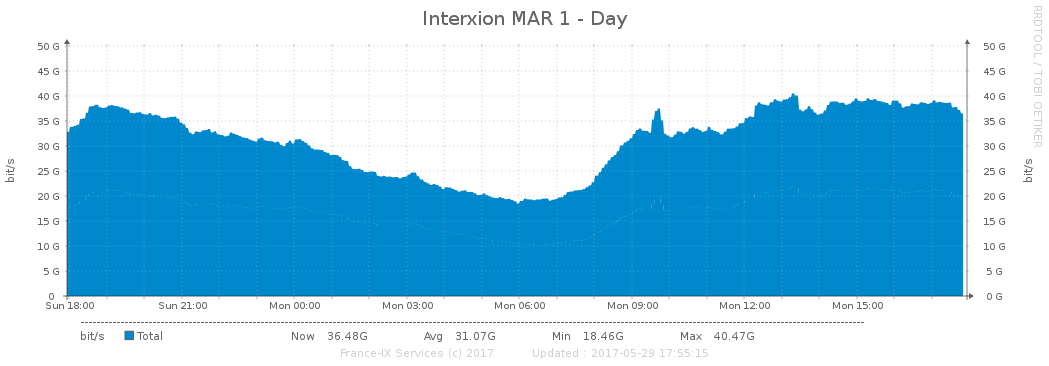 Interxion MAR 1 - Day
RRDTOOL / TOBI OETIKER
50 G 50 G
45 G 45 G
40 G 40 G
35 G 35 G
30 G 30 G
25 G 25 G
20 G 20 G
15 G 15 G
10 G 10 G
5 G 5 G
0 0 G
bit/s
bit/s
Sun 18:00 Sun 21:00 Mon 00:00 Mon 03:00 Mon 06:00 Mon 09:00 Mon 12:00 Mon 15:00
bit/s Total Now 36.48G Avg 31.07G Min 18.46G Max 40.47G
France-IX Services (c) 2017 Updated : 2017-05-29 17:55:15